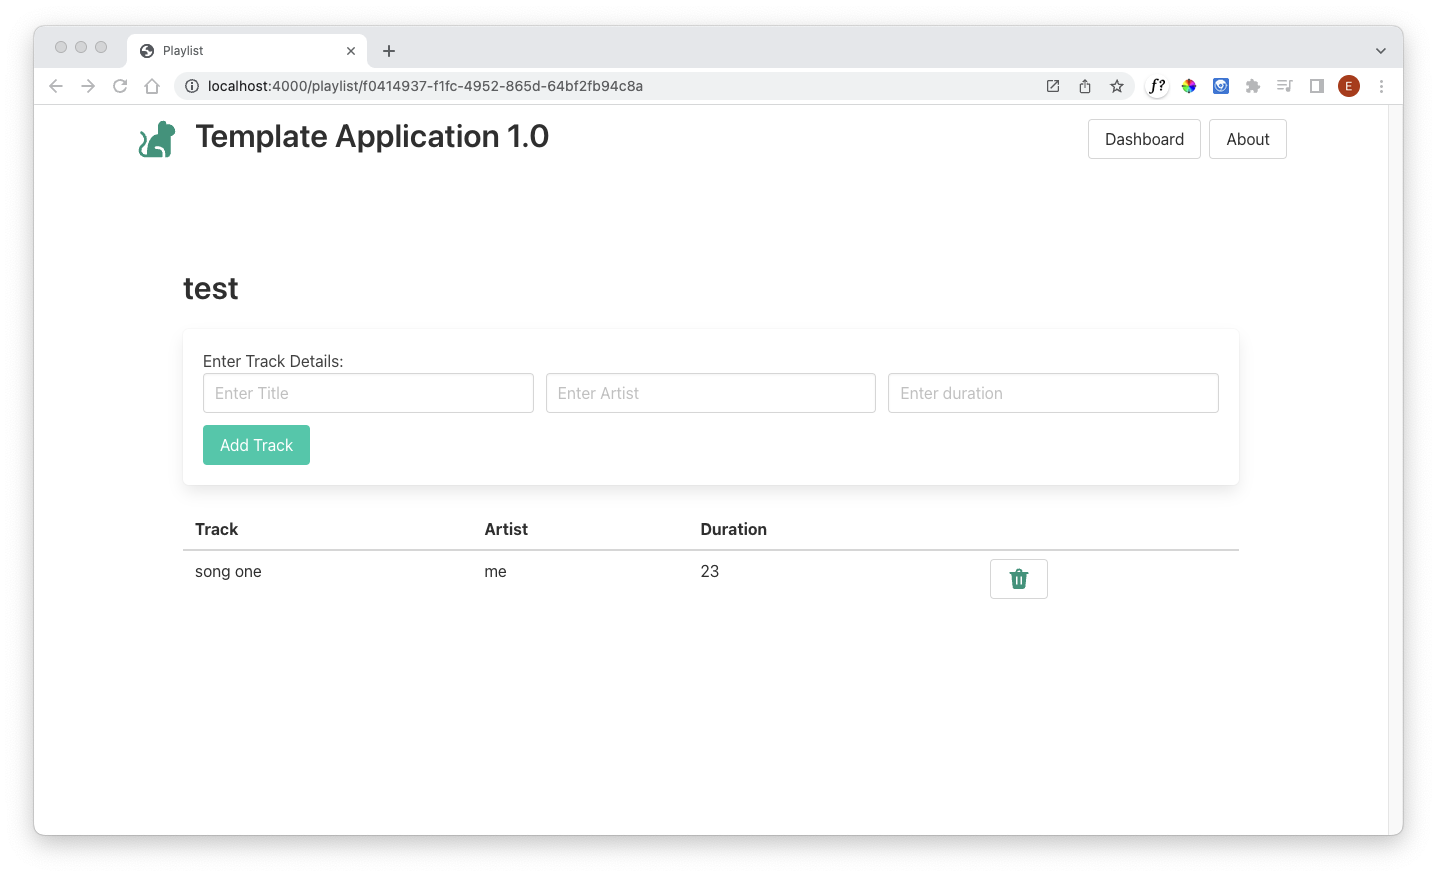 Playlist
localhost:4000/playlist/f0414937-f1fc-4952-865d-64bf2fb94c8a
f?
E
Template Application 1.0
Dashboard
About
test
Enter Track Details:
Enter Title
Enter Artist
Enter duration
Add Track
Track Artist Duration
song one me 23